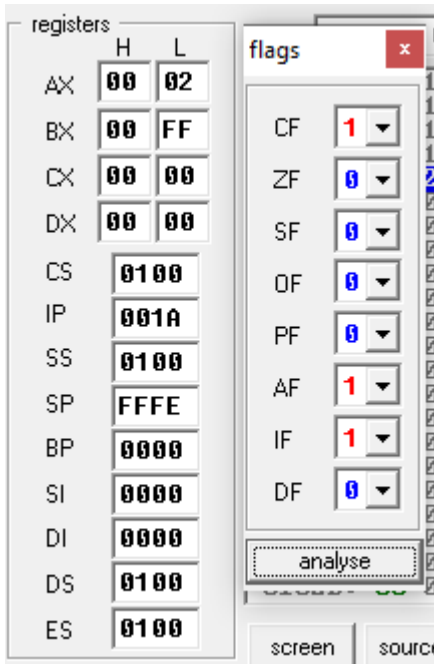 registers
H L
AX 00 02
BX 00 FF
CX 00 00
DX 00 00
CS 0100
IP 001A
SS 0100
SP FFFE
BP 0000
SI 0000
DI 0000
DS 0100
ES 0100
flags x
CF 1
ZF 0
SF 0
OF 0
PF 0
AF 1
IF 1
DF 0
analyse
screen